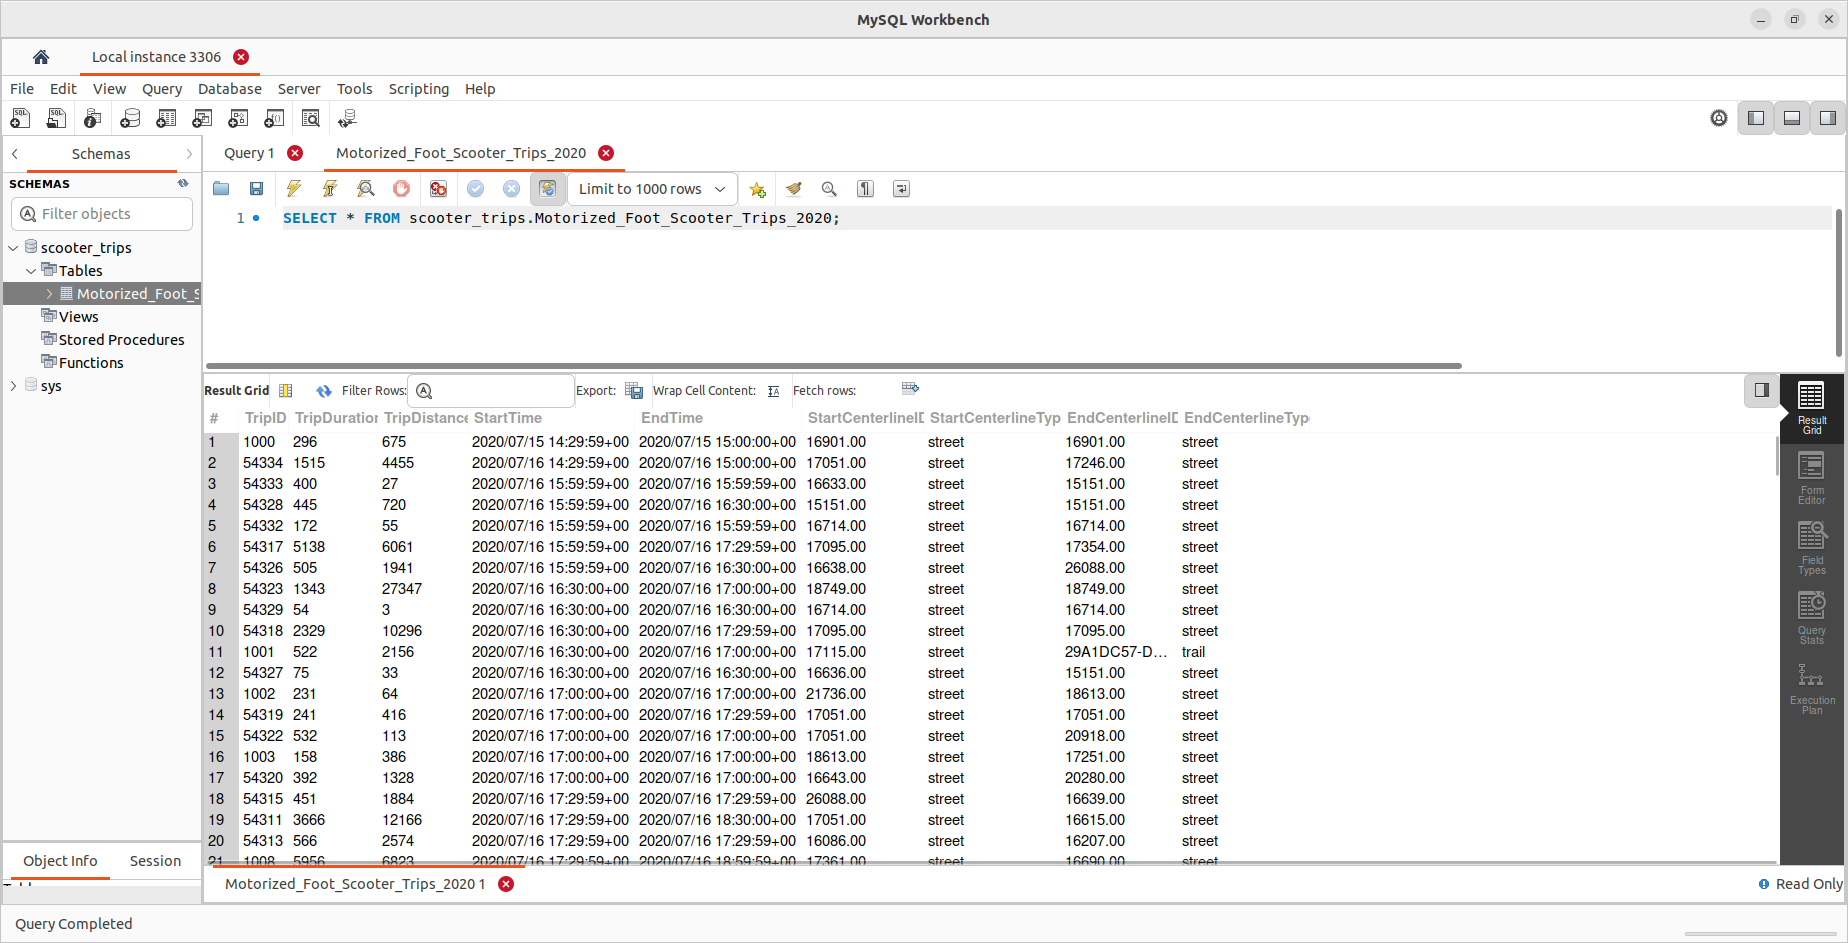 MySQL Workbench
Local instance 3306
File Edit View Query Database Server Tools Scripting Help
Schemas
Query 1
Motorized_Foot_Scooter_Trips_2020
SCHEMAS
Filter objects
Limit to 1000 rows
1 SELECT * FROM scooter_trips.Motorized_Foot_Scooter_Trips_2020;
scooter_trips
Tables
Motorized_Foot_S
Views
Stored Procedures
Functions
sys
Result Grid Filter Rows: Export: Wrap Cell Content: Fetch rows:
# TripID TripDuration TripDistance StartTime EndTime StartCenterlineID StartCenterlineTyp EndCenterlineID EndCenterlineTyp
1 1000 296 675 2020/07/15 14:29:59+00 2020/07/15 15:00:00+00 16901.00 street 16901.00 street
2 54334 1515 4455 2020/07/16 14:29:59+00 2020/07/16 15:00:00+00 17051.00 street 17246.00 street
3 54333 400 27 2020/07/16 15:59:59+00 2020/07/16 15:59:59+00 16633.00 street 15151.00 street
4 54328 445 720 2020/07/16 15:59:59+00 2020/07/16 16:30:00+00 15151.00 street 15151.00 street
5 54332 172 55 2020/07/16 15:59:59+00 2020/07/16 15:59:59+00 16714.00 street 16714.00 street
6 54317 5138 6061 2020/07/16 15:59:59+00 2020/07/16 17:29:59+00 17095.00 street 17354.00 street
7 54326 505 1941 2020/07/16 15:59:59+00 2020/07/16 16:30:00+00 16638.00 street 26088.00 street
8 54323 1343 27347 2020/07/16 16:30:00+00 2020/07/16 17:00:00+00 18749.00 street 18749.00 street
9 54329 54 3 2020/07/16 16:30:00+00 2020/07/16 16:30:00+00 16714.00 street 16714.00 street
10 54318 2329 10296 2020/07/16 16:30:00+00 2020/07/16 17:29:59+00 17095.00 street 17095.00 street
11 1001 522 2156 2020/07/16 16:30:00+00 2020/07/16 17:00:00+00 17115.00 street 29A1DC57-D... trail
12 54327 75 33 2020/07/16 16:30:00+00 2020/07/16 16:30:00+00 16636.00 street 15151.00 street
13 1002 231 64 2020/07/16 17:00:00+00 2020/07/16 17:00:00+00 21736.00 street 18613.00 street
14 54319 241 416 2020/07/16 17:00:00+00 2020/07/16 17:29:59+00 17051.00 street 17051.00 street
15 54322 532 113 2020/07/16 17:00:00+00 2020/07/16 17:00:00+00 17051.00 street 20918.00 street
16 1003 158 386 2020/07/16 17:00:00+00 2020/07/16 17:00:00+00 18613.00 street 17251.00 street
17 54320 392 1328 2020/07/16 17:00:00+00 2020/07/16 17:00:00+00 16643.00 street 20280.00 street
18 54315 451 1884 2020/07/16 17:29:59+00 2020/07/16 17:29:59+00 26088.00 street 16639.00 street
19 54311 3666 12166 2020/07/16 17:29:59+00 2020/07/16 18:30:00+00 17051.00 street 16615.00 street
20 54313 566 2574 2020/07/16 17:29:59+00 2020/07/16 17:29:59+00 16086.00 street 16207.00 street
21 1008 5956 6823 2020/07/16 17:29:59+00 2020/07/16 18:59:59+00 17361.00 street 16690.00 street
Result
Grid
Form
Editor
Field
Types
Query
Stats
Execution
Plan
Object Info Session
Motorized_Foot_Scooter_Trips_2020 1
Read Only
Query Completed